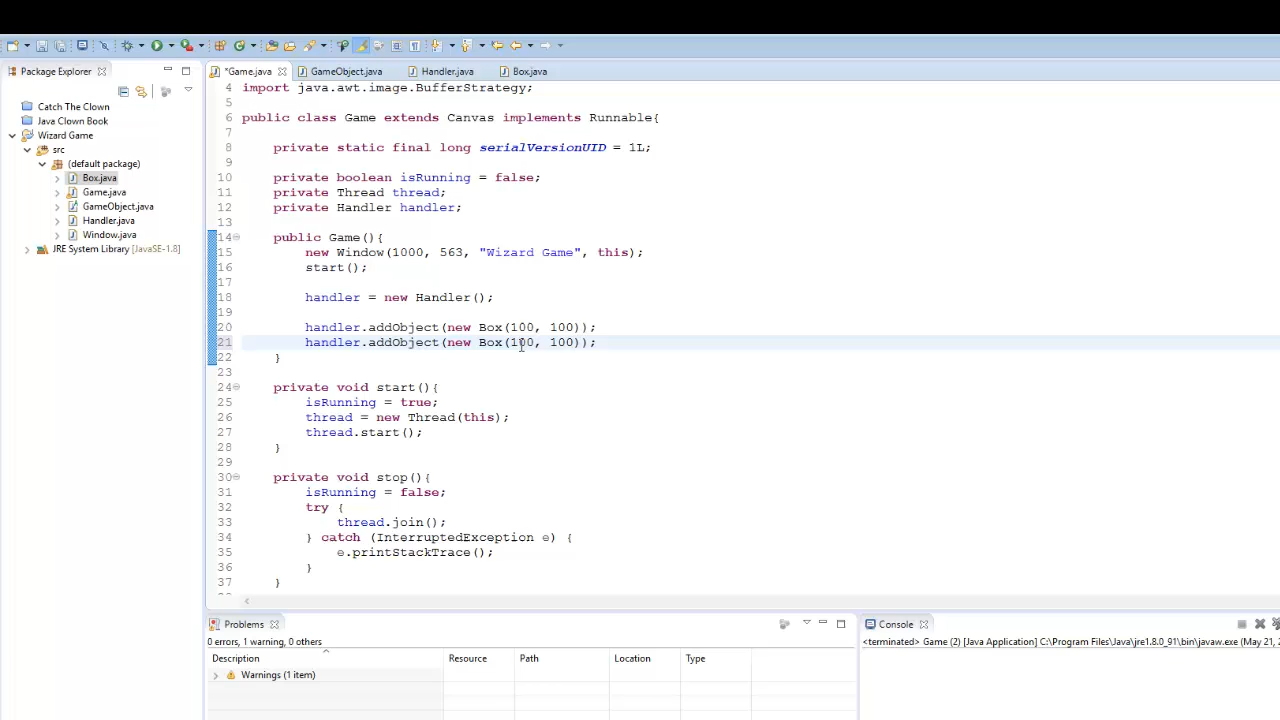 Package Explorer
*Game.java
GameObject.java
Handler.java
Box.java
Catch The Clown
Java Clown Book
Wizard Game
src
(default package)
Box.java
Game.java
GameObject.java
Handler.java
Window.java
JRE System Library [JavaSE-1.8]
4 import java.awt.image.BufferStrategy;
5
6 public class Game extends Canvas implements Runnable{
7
8 private static final long serialVersionUID = 1L;
9
10 private boolean isRunning = false;
11 private Thread thread;
12 private Handler handler;
13
14 public Game(){
15 new Window(1000, 563, "Wizard Game", this);
16 start();
17
18 handler = new Handler();
19
20 handler.addObject(new Box(100, 100));
21 handler.addObject(new Box(100, 100));
22 }
23
24 private void start(){
25 isRunning = true;
26 thread = new Thread(this);
27 thread.start();
28 }
29
30 private void stop(){
31 isRunning = false;
32 try {
33 thread.join();
34 } catch (InterruptedException e) {
35 e.printStackTrace();
36 }
37 }
Problems
0 errors, 1 warning, 0 others
Description Resource Path Location Type
Warnings (1 item)
Console
<terminated> Game (2) [Java Application] C:\Program Files\Java\jre1.8.0_91\bin\javaw.exe (May 21, 2